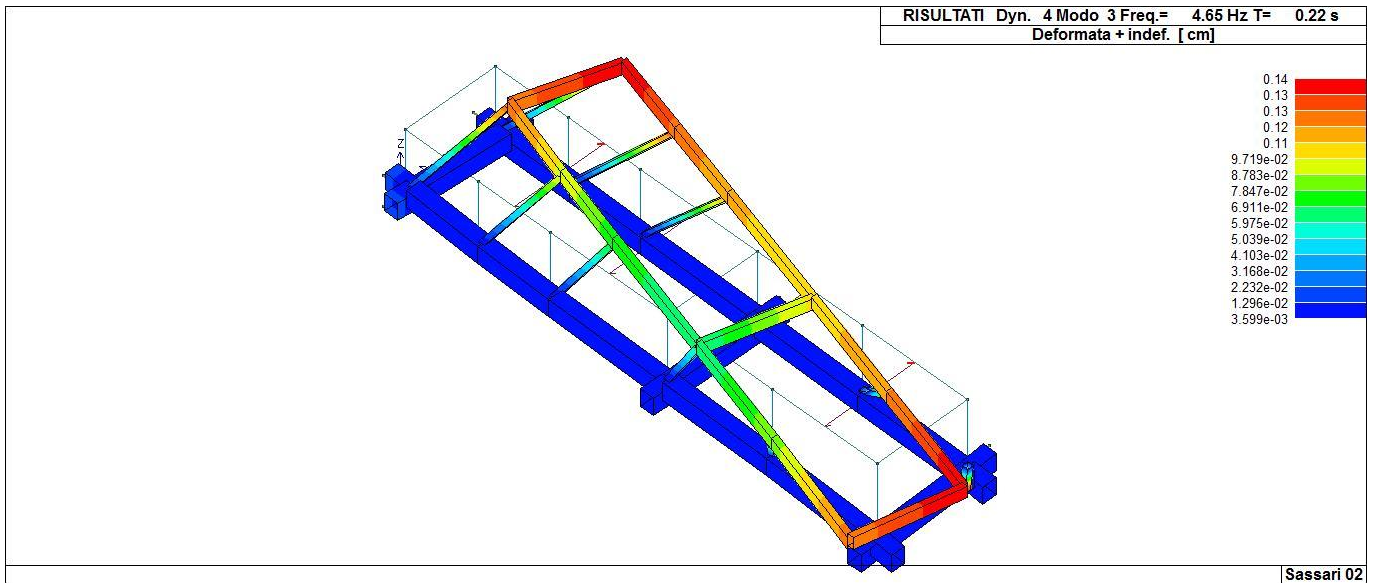 RISULTATI Dyn. 4 Modo 3 Freq.= 4.65 Hz T= 0.22 s
Deformata + indef. [ cm]
0.14
0.13
0.13
0.12
0.11
9.719e-02
8.783e-02
7.847e-02
6.911e-02
5.975e-02
5.039e-02
4.103e-02
3.168e-02
2.232e-02
1.296e-02
3.599e-03
Z
Sassari 02